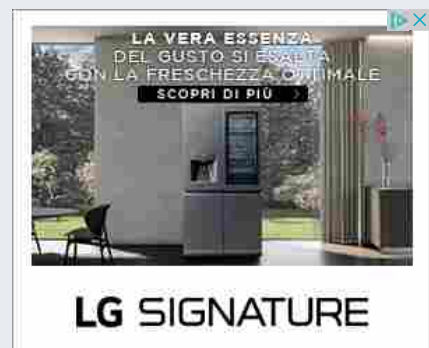 LA VERA ESSENZA
DEL GUSTO SI ESALTA
CON LA FRESCHEZZA OTTIMALE
SCOPRI DI PIÙ
LG SIGNATURE